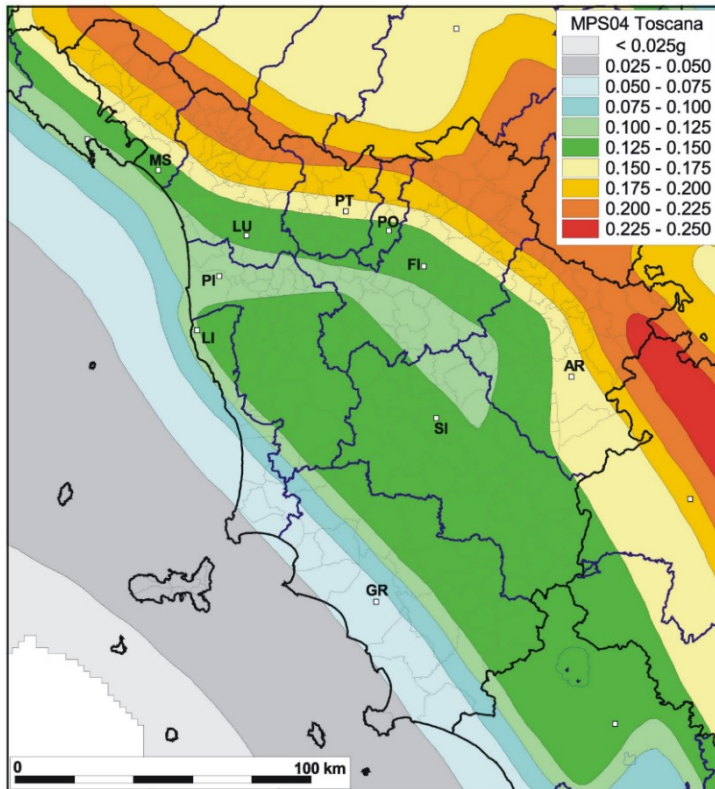 MPS04 Toscana
< 0.025g
0.025 - 0.050
0.050 - 0.075
0.075 - 0.100
0.100 - 0.125
0.125 - 0.150
0.150 - 0.175
0.175 - 0.200
0.200 - 0.225
0.225 - 0.250
MS
PT
LU
PO
FI
PI
LI
AR
SI
GR
0 100 km